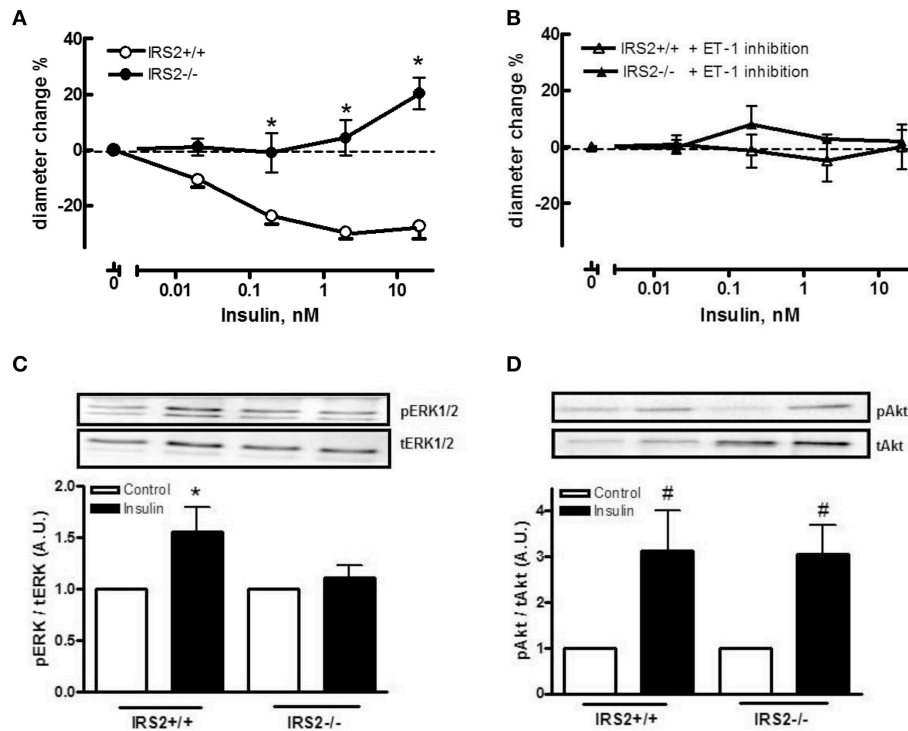 A
40
20
0
-20
diameter change %
IRS2+/+
IRS2-/-
*
*
*
0
0.01
0.1
1
10
Insulin, nM
B
40
20
0
-20
diameter change %
IRS2+/+ + ET-1 inhibition
IRS2-/- + ET-1 inhibition
0
0.01
0.1
1
10
Insulin, nM
C
pERK1/2
tERK1/2
2.0
1.5
1.0
0.5
0.0
pERK / tERK (A.U.)
Control
Insulin
*
IRS2+/+
IRS2-/-
D
pAkt
tAkt
4
3
2
1
0
pAkt / tAkt (A.U.)
Control
Insulin
#
#
IRS2+/+
IRS2-/-